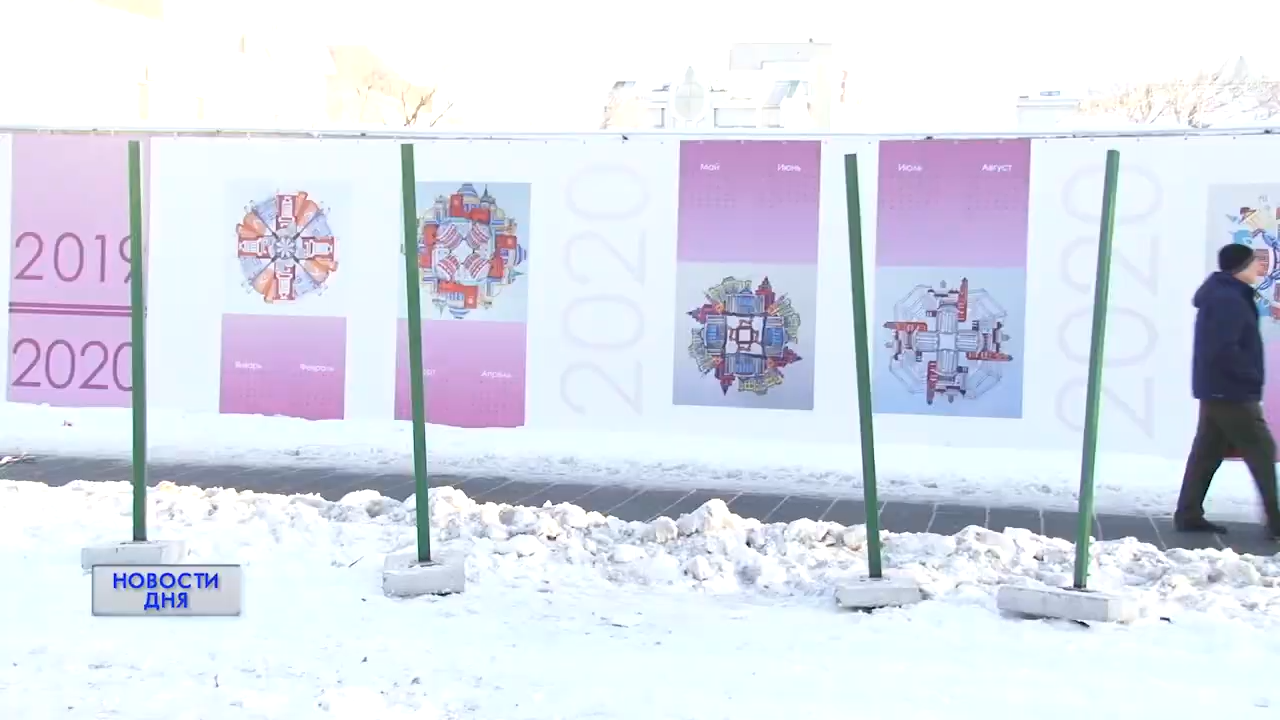 2019
2020
Январь
Февраль
Апрель
2020
Май
Июнь
Июль
Август
2020
НОВОСТИ
ДНЯ